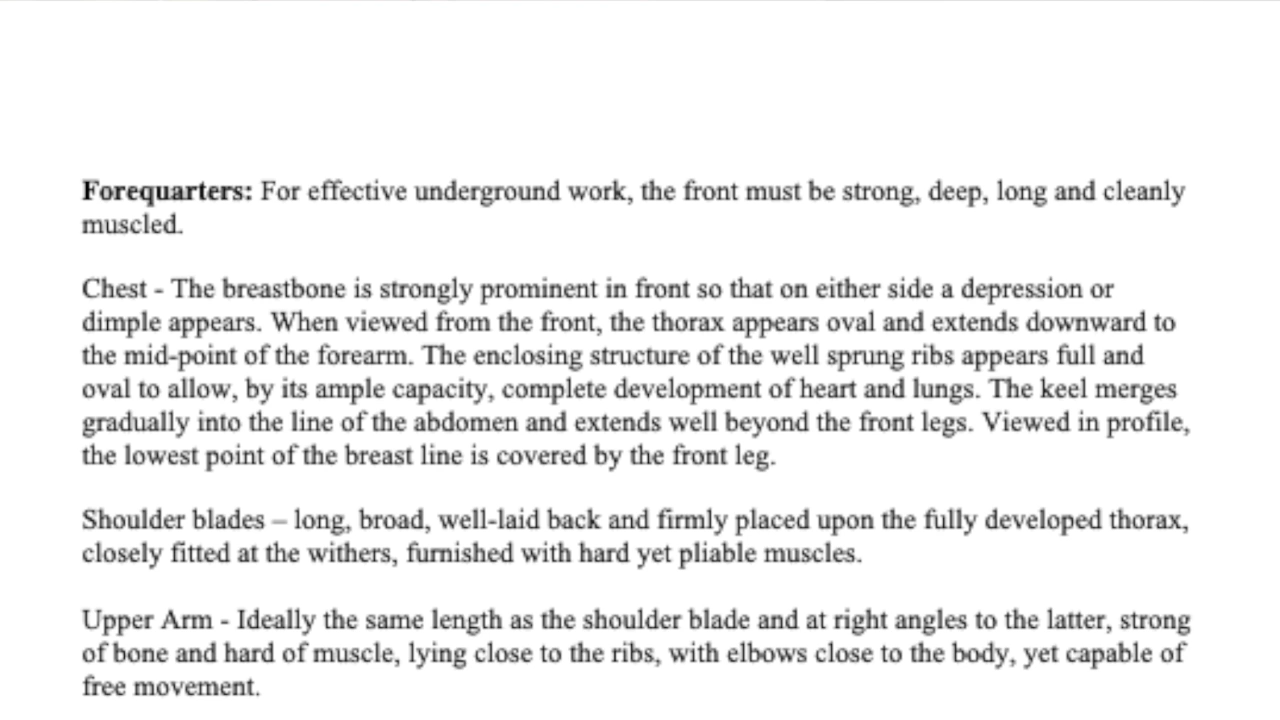 Forequarters: For effective underground work, the front must be strong, deep, long and cleanly
muscled.
Chest - The breastbone is strongly prominent in front so that on either side a depression or
dimple appears. When viewed from the front, the thorax appears oval and extends downward to
the mid-point of the forearm. The enclosing structure of the well sprung ribs appears full and
oval to allow, by its ample capacity, complete development of heart and lungs. The keel merges
gradually into the line of the abdomen and extends well beyond the front legs. Viewed in profile,
the lowest point of the breast line is covered by the front leg.
Shoulder blades – long, broad, well-laid back and firmly placed upon the fully developed thorax,
closely fitted at the withers, furnished with hard yet pliable muscles.
Upper Arm - Ideally the same length as the shoulder blade and at right angles to the latter, strong
of bone and hard of muscle, lying close to the ribs, with elbows close to the body, yet capable of
free movement.